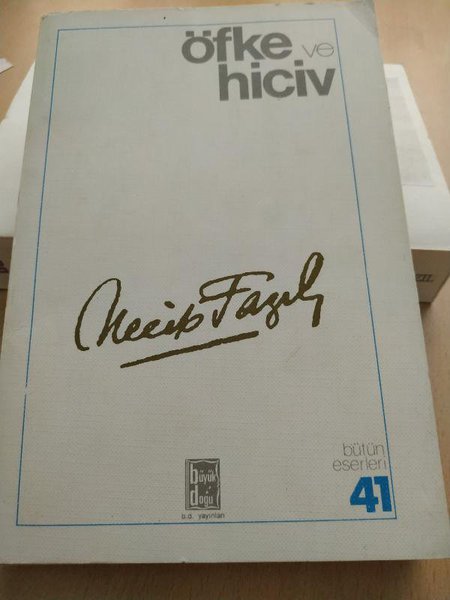 öfke ve
hiciv
Necip Fazıl
bütün
eserleri
41
büyük
doğu
b.d. yayınları